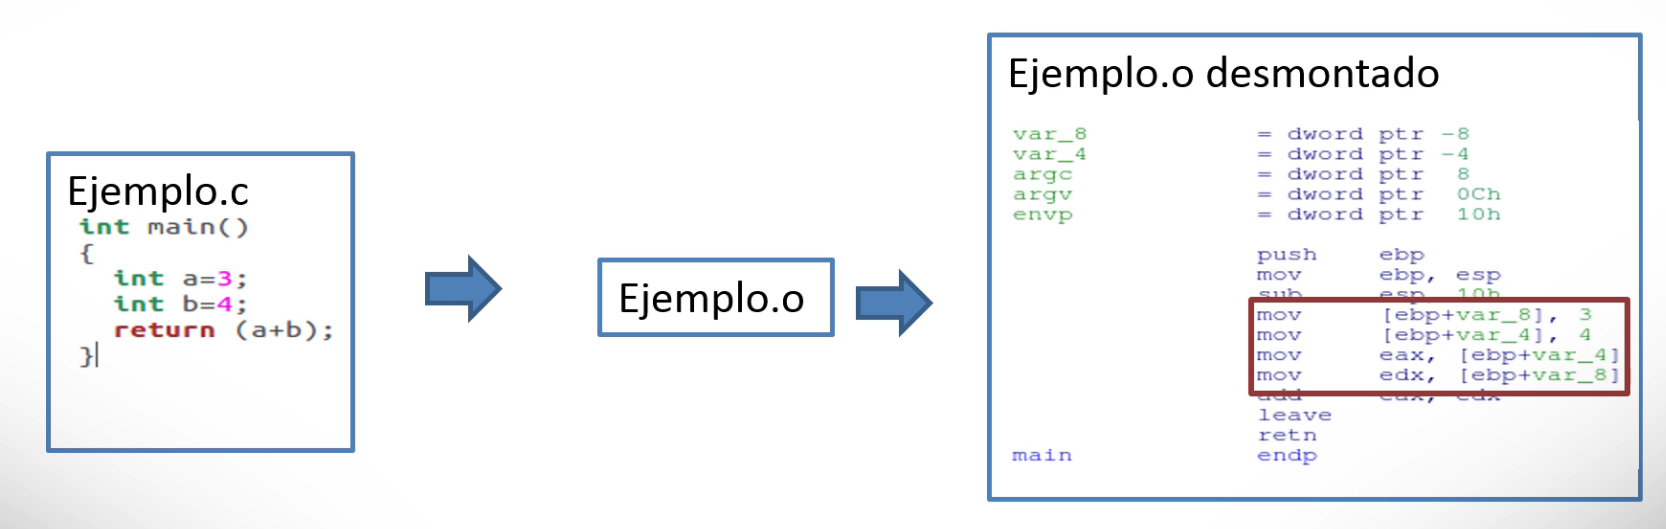 Ejemplo.c
int main()
{
int a=3;
int b=4;
return (a+b);
}
Ejemplo.o
Ejemplo.o desmontado
var_8 = dword ptr -8
var_4 = dword ptr -4
argc = dword ptr 8
argv = dword ptr 0Ch
envp = dword ptr 10h
push ebp
mov ebp, esp
sub esp, 10h
mov [ebp+var_8], 3
mov [ebp+var_4], 4
mov eax, [ebp+var_4]
mov edx, [ebp+var_8]
add eax, edx
leave
retn
main endp